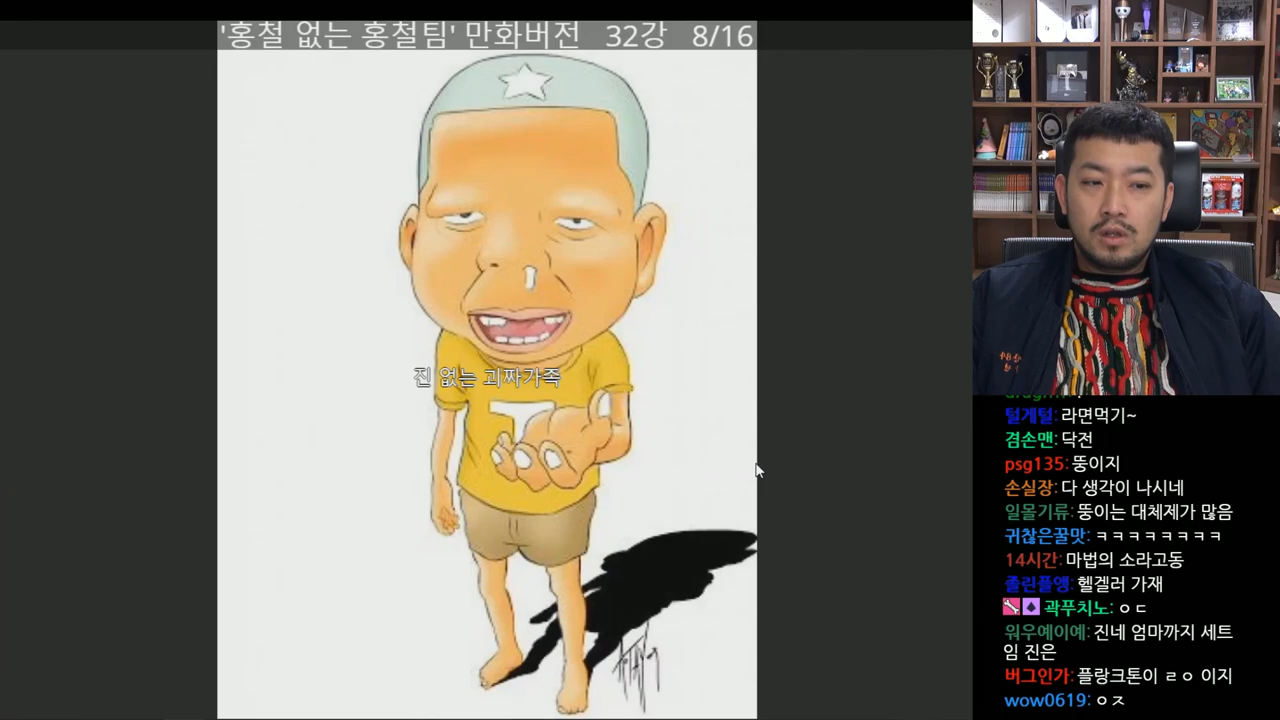 '홍철 없는 홍철팀' 만화버전 32강 8/16
진 없는 괴짜가족
털게털: 라면먹기~
겸손맨: 닥전
psg135: 뚱이지
손실장: 다 생각이 나시네
일몰기류: 뚱이는 대체제가 많음
귀찮은꿀맛: ㅋㅋㅋㅋㅋㅋㅋㅋ
14시간: 마법의 소라고동
졸린플앵: 헬겔러 가재
곽푸치노: ㅇㄷ
워우예이예: 진네 엄마까지 세트
임 진은
버그인가: 플랑크톤이 ㄹㅇ 이지
wow0619: ㅇㅈ